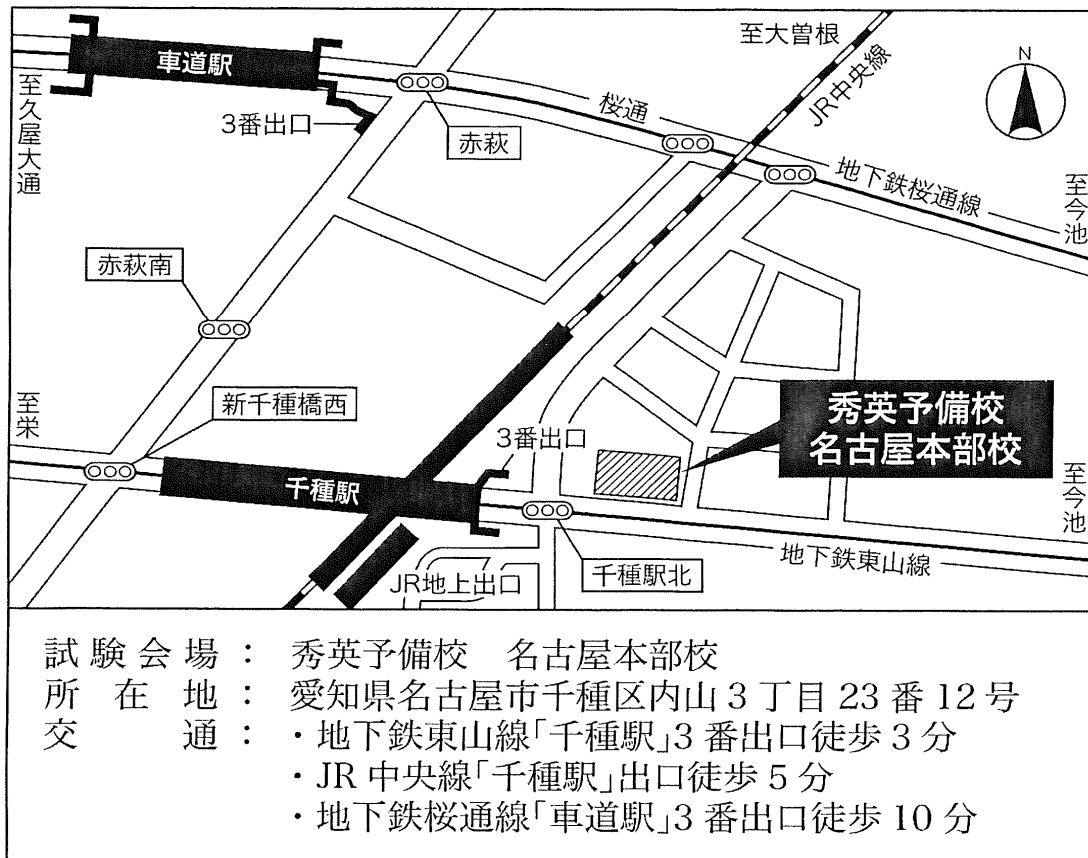 車道駅
至大曽根
JR中央線
N
至久屋大通
3番出口
赤萩
桜通
地下鉄桜通線
至今池
赤萩南
至栄
新千種橋西
3番出口
秀英予備校
名古屋本部校
千種駅
至今池
JR地上出口
千種駅北
地下鉄東山線
試験会場：　秀英予備校　名古屋本部校
所在地：　愛知県名古屋市千種区内山3丁目23番12号
交通：　・地下鉄東山線「千種駅」3番出口徒歩3分
・JR中央線「千種駅」出口徒歩5分
・地下鉄桜通線「車道駅」3番出口徒歩10分